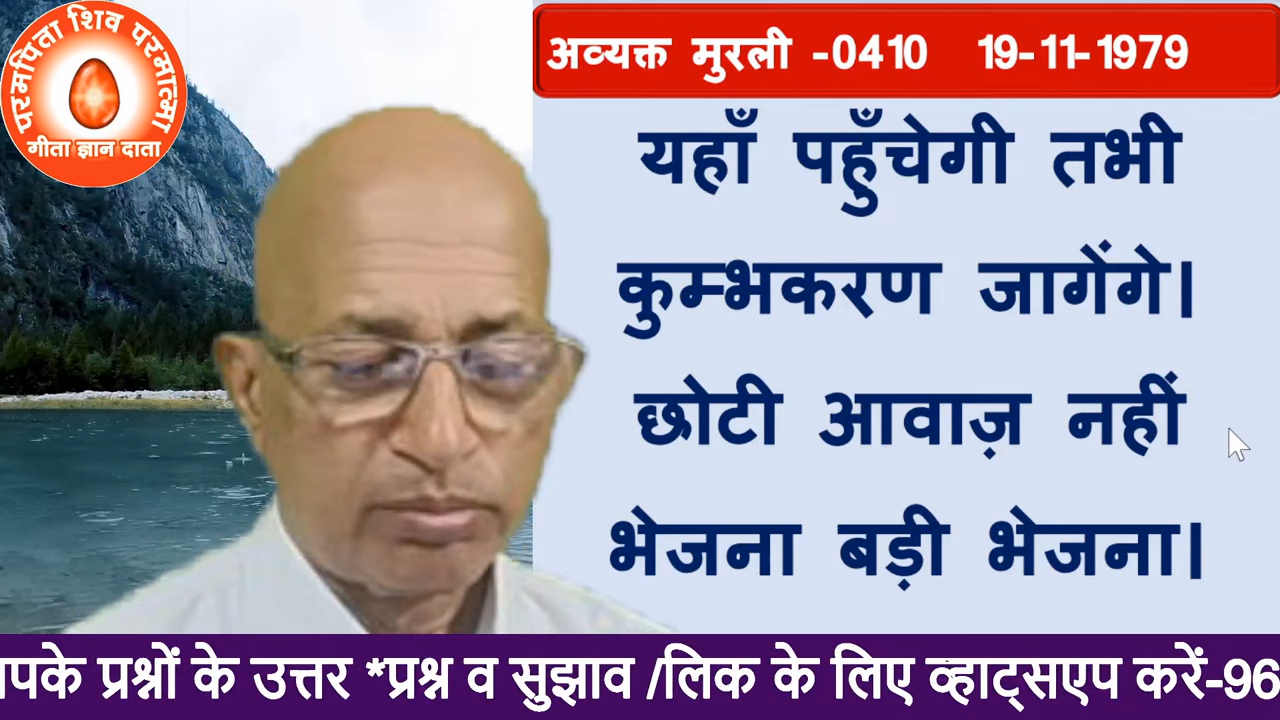 परमपिता शिव परमात्मा
गीता ज्ञान दाता
अव्यक्त मुरली -0410 19-11-1979
यहाँ पहुँचेगी तभी
कुम्भकरण जागेंगे।
छोटी आवाज़ नहीं
भेजना बड़ी भेजना।
पके प्रश्नों के उत्तर *प्रश्न व सुझाव /लिक के लिए व्हाट्सएप करें-96